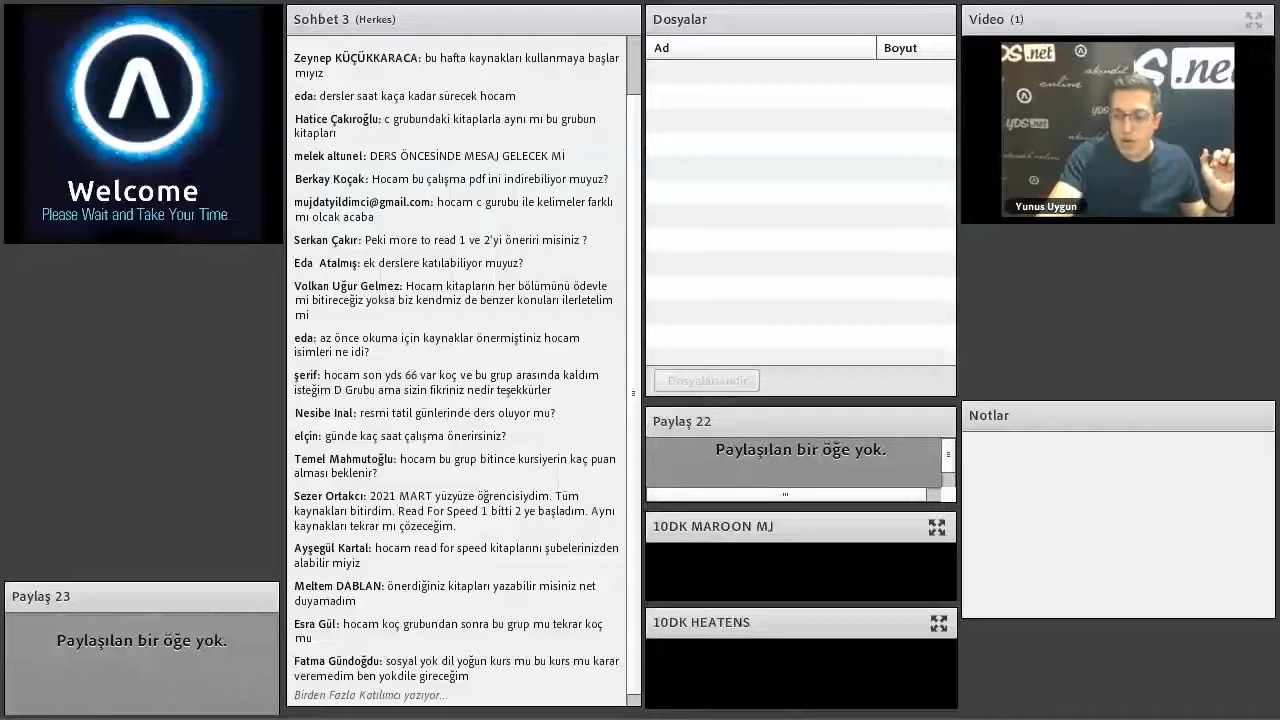 Welcome
Please Wait and Take Your Time...
Paylaş 23
Paylaşılan bir öğe yok.
Sohbet 3 (Herkes)
Zeynep KÜÇÜKKARACA: bu hafta kaynakları kullanmaya başlar
mıyız
eda: dersler saat kaça kadar sürecek hocam
Hatice Çakıroğlu: c grubundaki kitaplarla aynı mı bu grubun
kitapları
melek altunel: DERS ÖNCESİNDE MESAJ GELECEK Mİ
Berkay Koçak: Hocam bu çalışma pdf ini indirebiliyor muyuz?
mujdatyildimci@gmail.com: hocam c gurubu ile kelimeler farklı
mı olcak acaba
Serkan Çakır: Peki more to read 1 ve 2'yi öneriri misiniz ?
Eda Atalmış: ek derslere katılabiliyor muyuz?
Volkan Uğur Gelmez: Hocam kitapların her bölümünü ödevle
mi bitireceğiz yoksa biz kendmiz de benzer konuları ilerletelim
mi
eda: az önce okuma için kaynaklar önermiştiniz hocam
isimleri ne idi?
şerif: hocam son yds 66 var koç ve bu grup arasında kaldım
isteğim D Grubu ama sizin fikriniz nedir teşekkürler
Nesibe Inal: resmi tatil günlerinde ders oluyor mu?
elçin: günde kaç saat çalışma önerirsiniz?
Temel Mahmutoğlu: hocam bu grup bitince kursiyerin kaç puan
alması beklenir?
Sezer Ortakcı: 2021 MART yüzyüze öğrencisiydim. Tüm
kaynakları bitirdim. Read For Speed 1 bitti 2 ye başladım. Aynı
kaynakları tekrar mı çözeceğim.
Ayşegül Kartal: hocam read for speed kitaplarını şubelerinizden
alabilir miyiz
Meltem DABLAN: önerdiğiniz kitapları yazabilir misiniz net
duyamadım
Esra Gül: hocam koç grubundan sonra bu grup mu tekrar koç
mu
Fatma Gündoğdu: sosyal yok dil yoğun kurs mu bu kurs mu karar
veremedim ben yokdile gireceğim
Birden Fazla Katılımcı yazıyor...
Dosyalar
Ad Boyut
Dosyaları indir
Paylaş 22
Paylaşılan bir öğe yok.
10DK MAROON MJ
10DK HEATENS
Video (1)
YDS.net
S.ne
akındil
online
YDS.net
akındil online
Yunus Uygun
Notlar